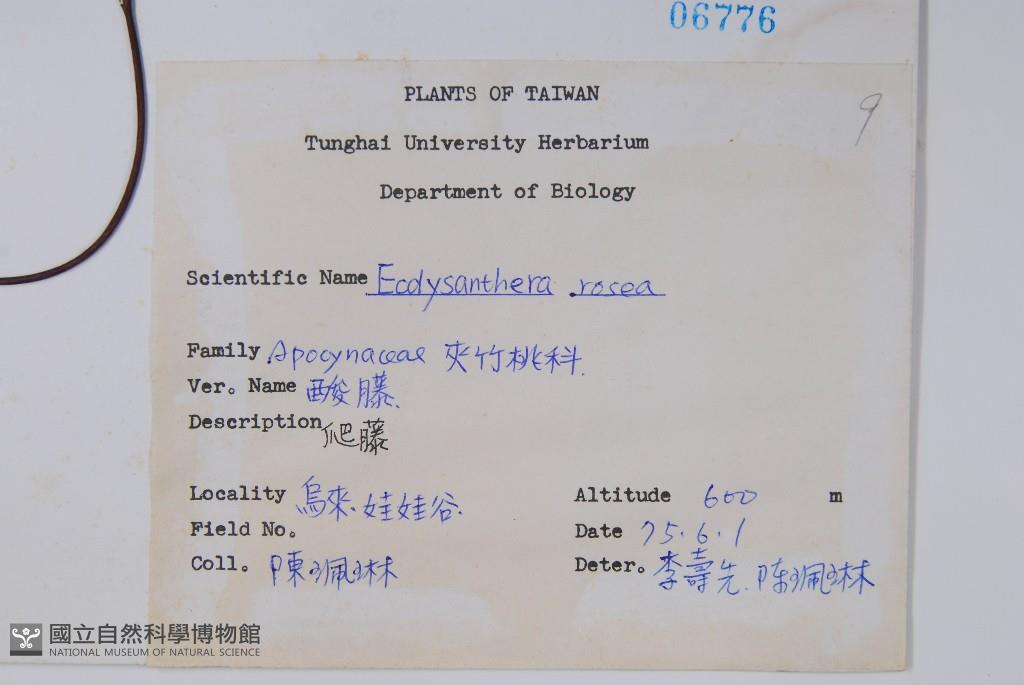 06776
PLANTS OF TAIWAN
9
Tunghai University Herbarium
Department of Biology
Scientific Name Ecdysanthera rosea
Family Apocynaceae 夾竹桃科.
Ver. Name 酸藤.
Description 爬藤
Locality 烏來.娃娃谷. Altitude 600 m
Field No. Date 75.6.1
Coll. 陳珮琳 Deter. 李壽先.陈珮琳
國立自然科學博物館
NATIONAL MUSEUM OF NATURAL SCIENCE